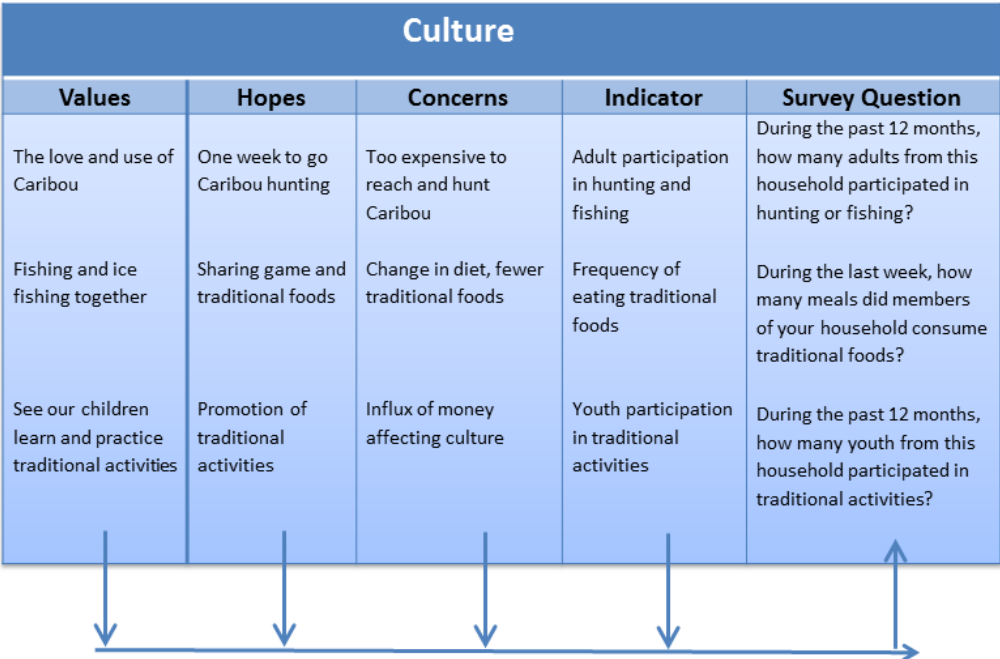 Culture
Values
Hopes
Concerns
Indicator
Survey Question
The love and use of
Caribou
One week to go
Caribou hunting
Too expensive to
reach and hunt
Caribou
Adult participation
in hunting and
fishing
During the past 12 months,
how many adults from this
household participated in
hunting or fishing?
Fishing and ice
fishing together
Sharing game and
traditional foods
Change in diet, fewer
traditional foods
Frequency of
eating traditional
foods
During the last week, how
many meals did members
of your household consume
traditional foods?
See our children
learn and practice
traditional activities
Promotion of
traditional
activities
Influx of money
affecting culture
Youth participation
in traditional
activities
During the past 12 months,
how many youth from this
household participated in
traditional activities?